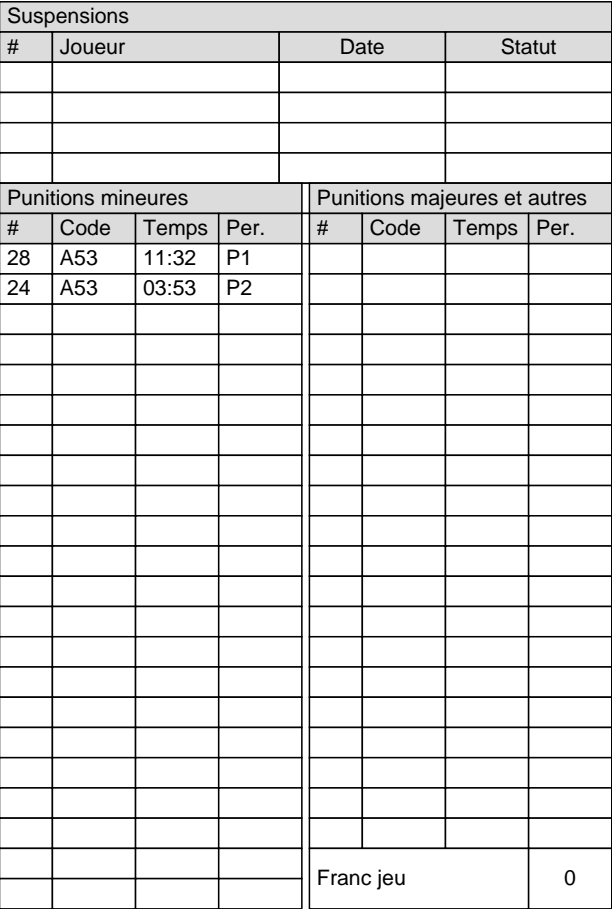 Suspensions
# Joueur Date Statut
Punitions mineures Punitions majeures et autres
# Code Temps Per. # Code Temps Per.
28 A53 11:32 P1
24 A53 03:53 P2
Franc jeu 0